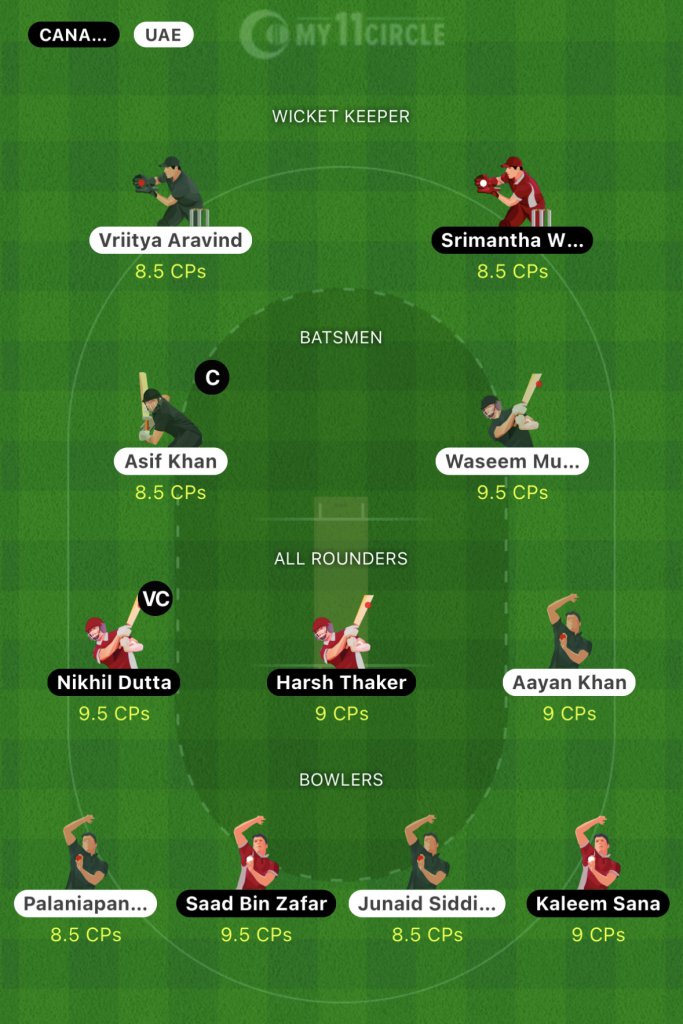 CANA... UAE MY11CIRCLE
WICKET KEEPER
Vriitya Aravind Srimantha W...
8.5 CPs 8.5 CPs
BATSMEN
C
Asif Khan Waseem Mu...
8.5 CPs 9.5 CPs
ALL ROUNDERS
VC
Nikhil Dutta Harsh Thaker Aayan Khan
9.5 CPs 9 CPs 9 CPs
BOWLERS
Palaniapan... Saad Bin Zafar Junaid Siddi... Kaleem Sana
8.5 CPs 9.5 CPs 8.5 CPs 9 CPs